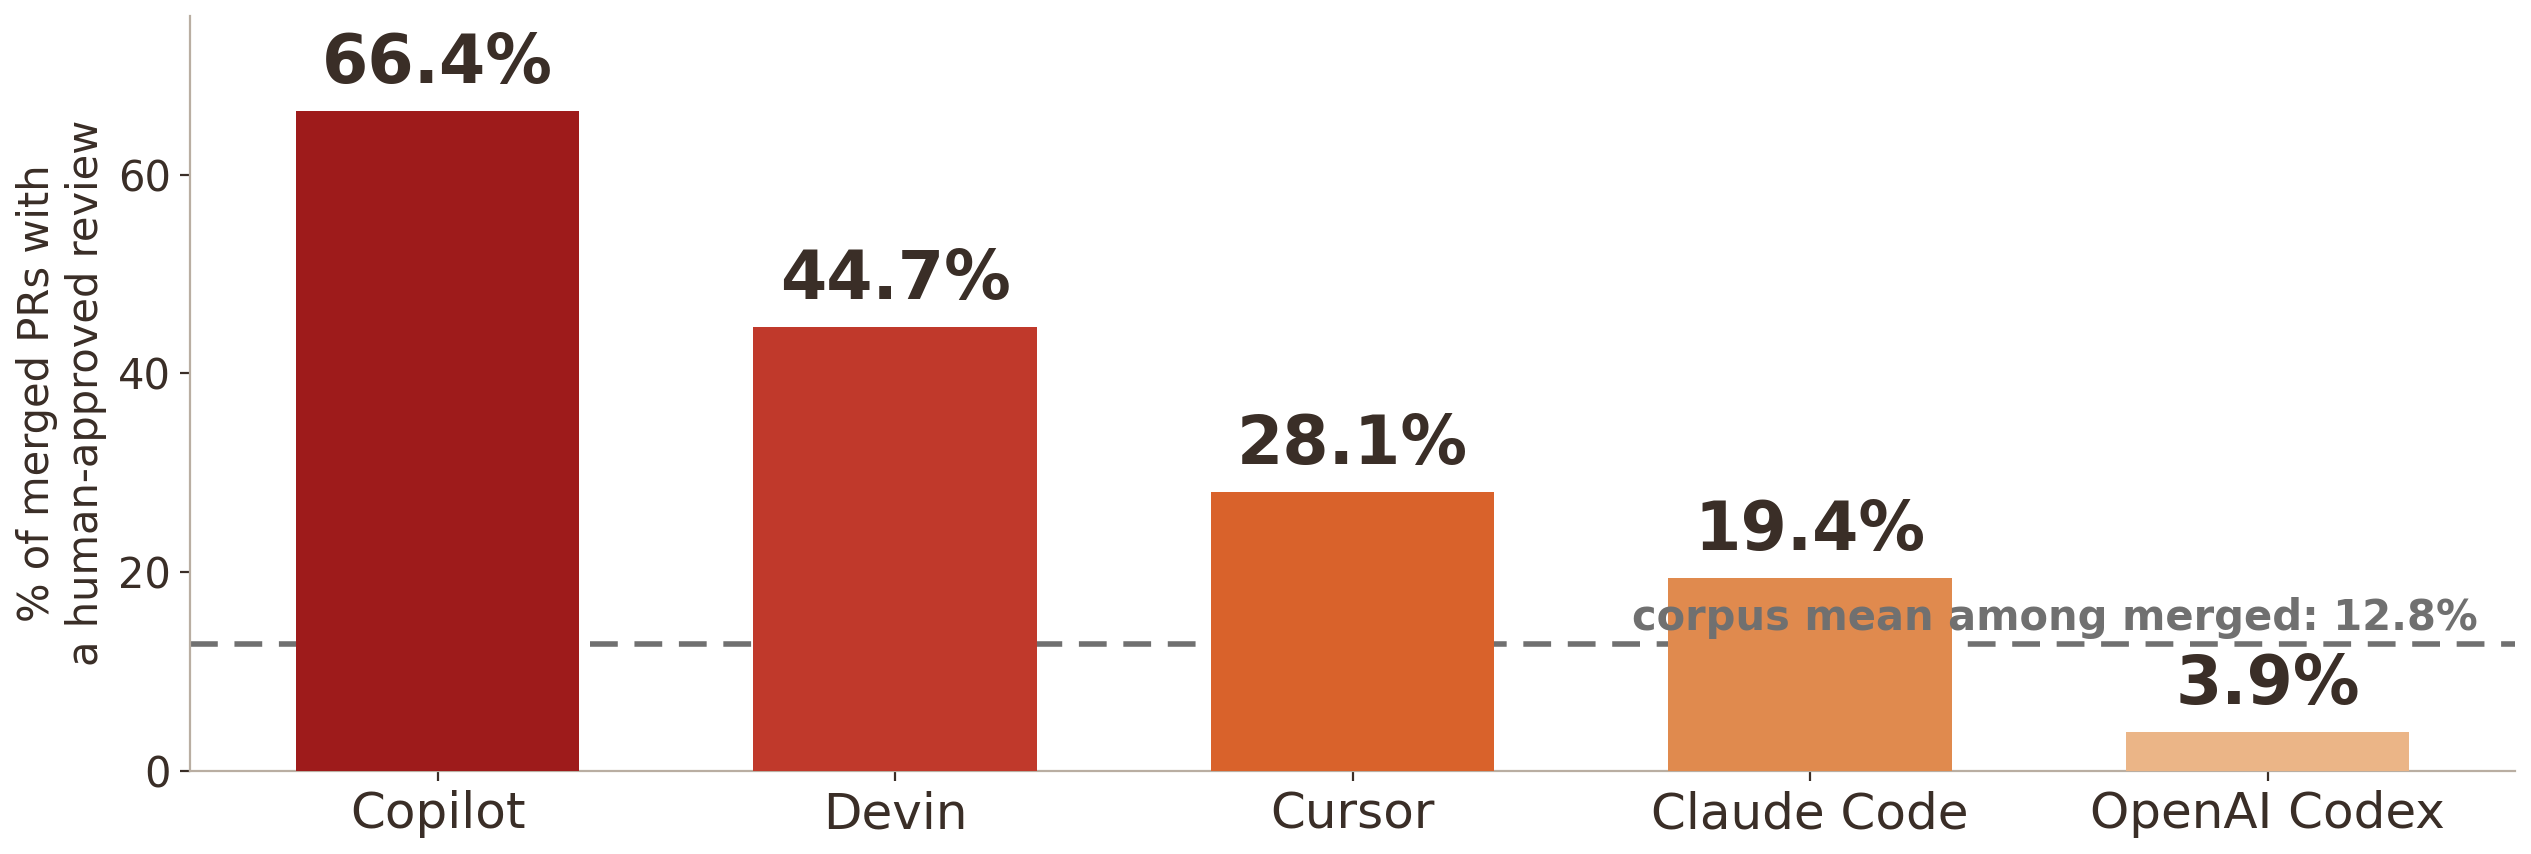 % of merged PRs with
a human-approved review
60
40
20
0
66.4%
44.7%
28.1%
19.4%
corpus mean among merged: 12.8%
3.9%
Copilot
Devin
Cursor
Claude Code
OpenAI Codex